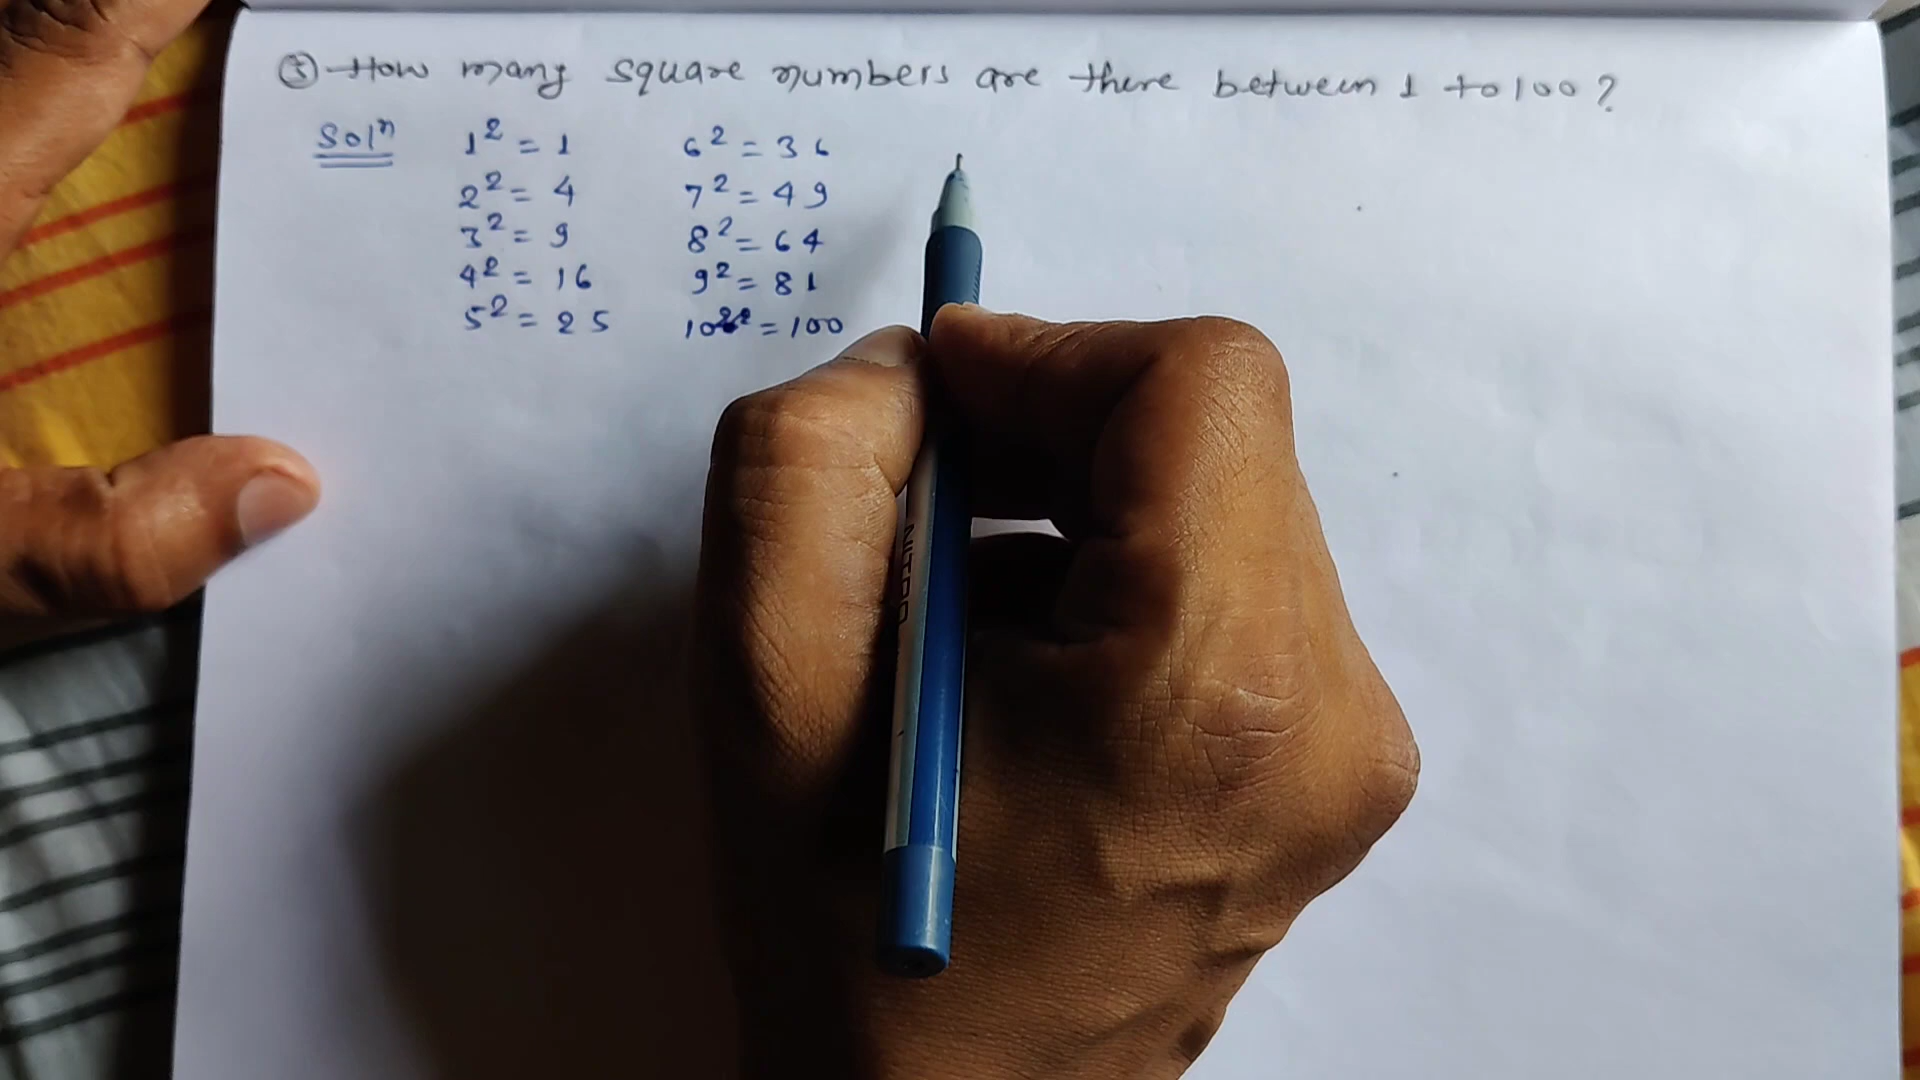 ③ How many square numbers are there between 1 to 100?
Solⁿ
1² = 1
2² = 4
3² = 9
4² = 16
5² = 25
6² = 36
7² = 49
8² = 64
9² = 81
10² = 100